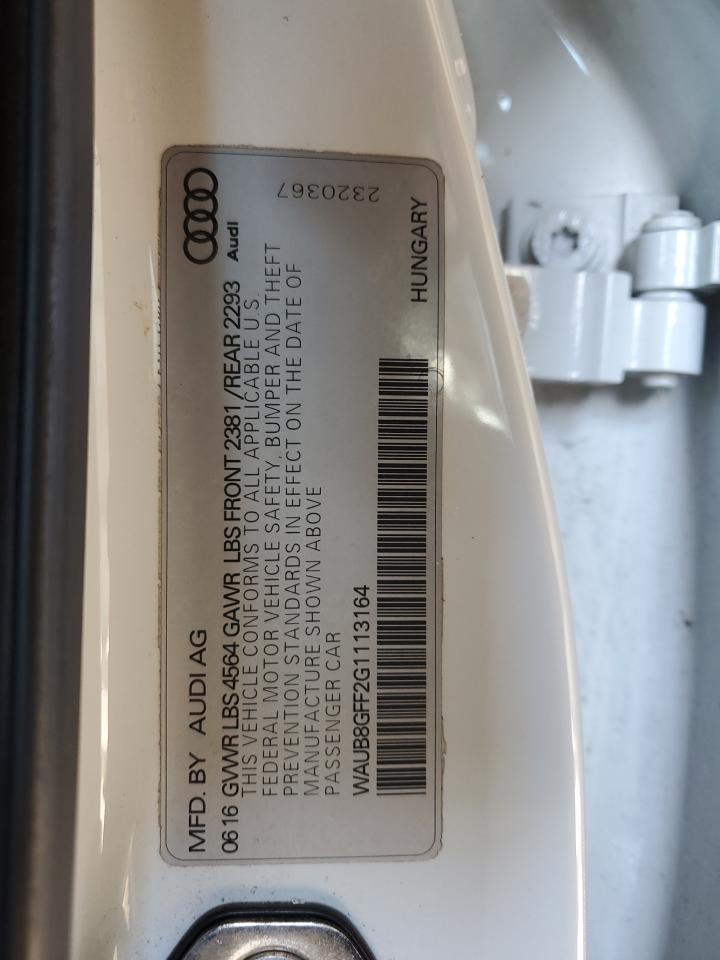 MFD. BY AUDI AG
Audi
06 16 GVWR LBS 4564 GAWR LBS FRONT 2381 /REAR 2293
THIS VEHICLE CONFORMS TO ALL APPLICABLE U.S.
FEDERAL MOTOR VEHICLE SAFETY, BUMPER AND THEFT
PREVENTION STANDARDS IN EFFECT ON THE DATE OF
MANUFACTURE SHOWN ABOVE
PASSENGER CAR
2320367
WAUB8GFF2G1113164
HUNGARY